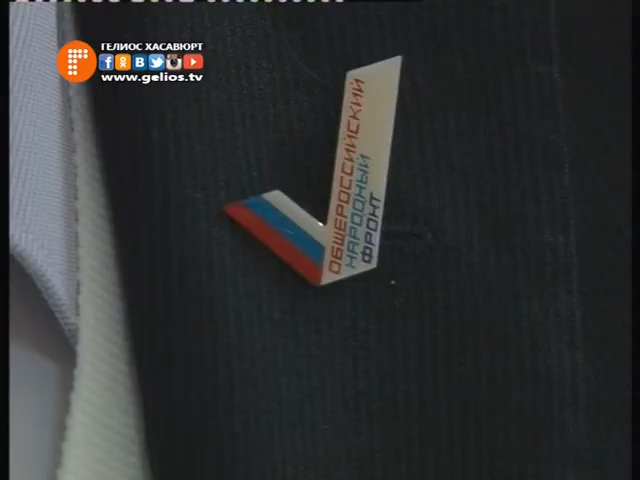 ГЕЛИОС ХАСАВЮРТ
www.gelios.tv
ОБЩЕРОССИЙСКИЙ
НАРОДНЫЙ
ФРОНТ